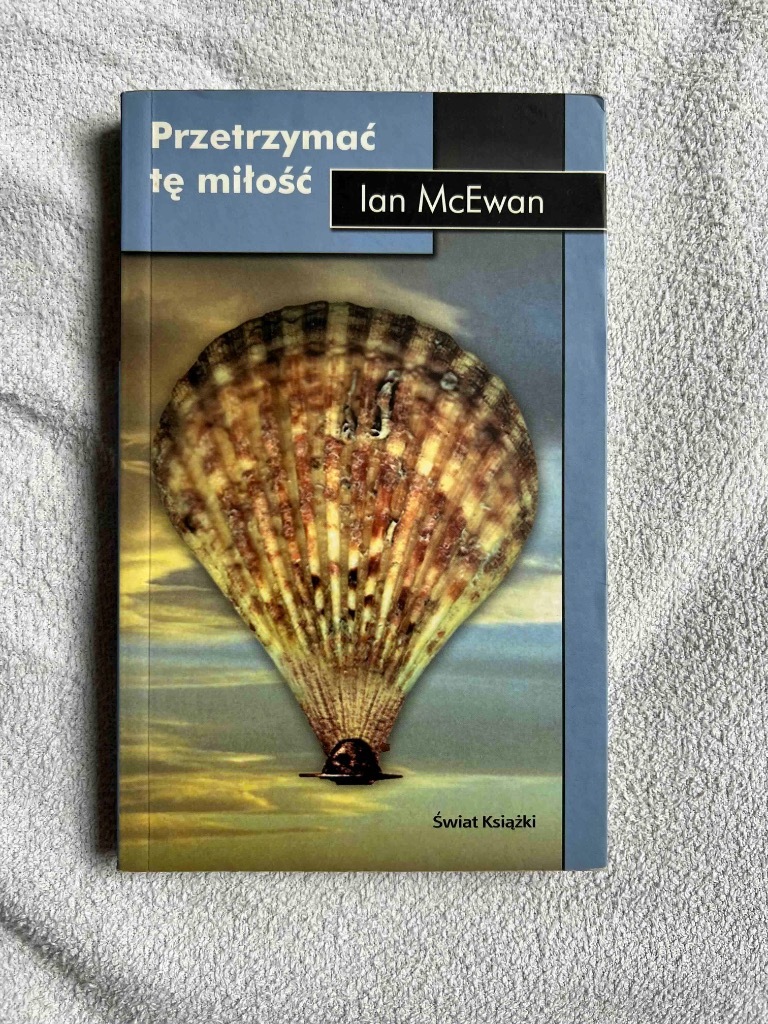 Przetrzymać
tę miłość
Ian McEwan
Świat Książki